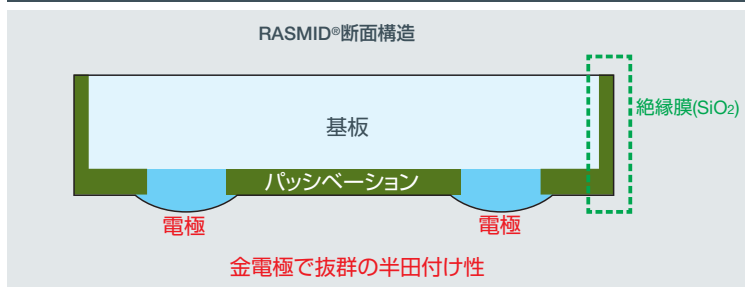 RASMID®断面構造
絶縁膜(SiO₂)
基板
パッシベーション
電極
電極
金電極で抜群の半田付け性